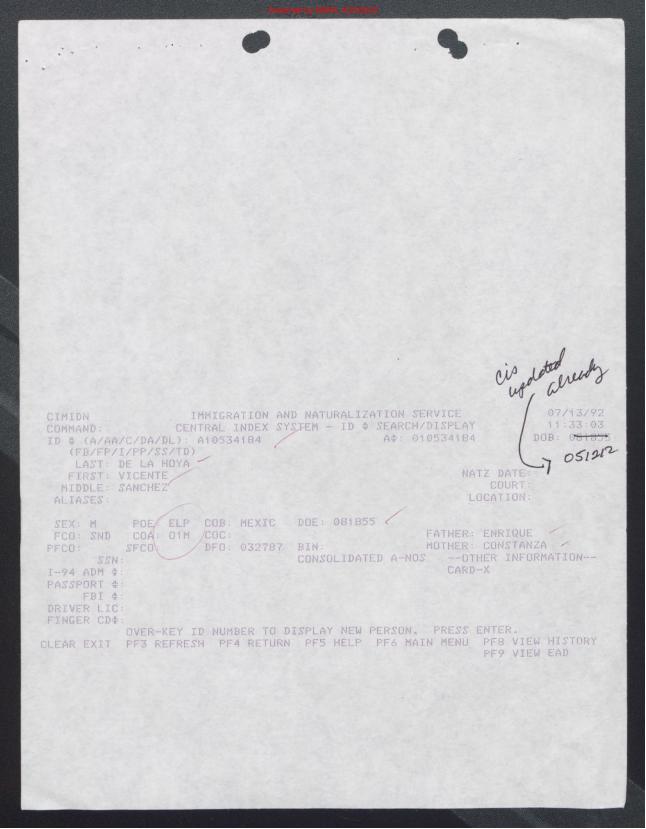 cis
updated
already
CIMIDN IMMIGRATION AND NATURALIZATION SERVICE 07/13/92
COMMAND: CENTRAL INDEX SYSTEM - ID # SEARCH/DISPLAY 11:33:03
ID # (A/AA/C/DA/DL): A10534184 A#: 010534184 DOB: 081855
(FB/FP/I/PP/SS/TD) 051212
LAST: DE LA HOYA
FIRST: VICENTE NATZ DATE:
MIDDLE: SANCHEZ COURT:
ALIASES: LOCATION:
SEX: M POE: ELP COB: MEXIC DOE: 081855
FCO: SND COA: O1M COC: FATHER: ENRIQUE
PFCO: SFCO: DFO: 032787 BIN: MOTHER: CONSTANZA
SSN: CONSOLIDATED A-NOS --OTHER INFORMATION--
I-94 ADM #: CARD-X
PASSPORT #:
FBI #:
DRIVER LIC:
FINGER CD#:
OVER-KEY ID NUMBER TO DISPLAY NEW PERSON. PRESS ENTER.
CLEAR EXIT PF3 REFRESH PF4 RETURN PF5 HELP PF6 MAIN MENU PF8 VIEW HISTORY
PF9 VIEW EAD